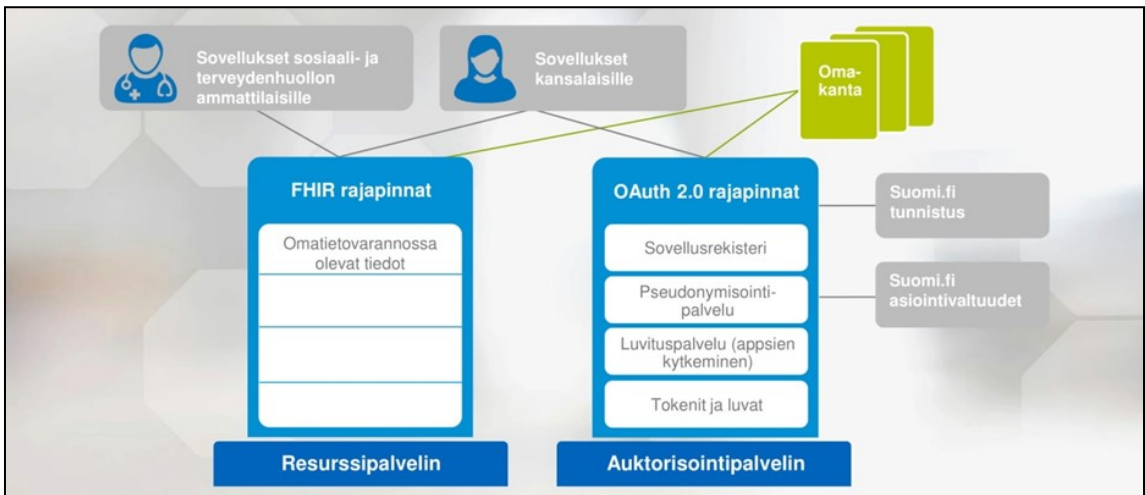 Sovellukset sosiaali- ja
terveydenhuollon
ammattilaisille
Sovellukset
kansalaisille
Oma-
kanta
FHIR rajapinnat
Omatietovarannossa
olevat tiedot
Resurssipalvelin
OAuth 2.0 rajapinnat
Sovellusrekisteri
Pseudonymisointi-
palvelu
Luvituspalvelu (appsien
kytkeminen)
Tokenit ja luvat
Auktorisointipalvelin
Suomi.fi
tunnistus
Suomi.fi
asiointivaltuudet